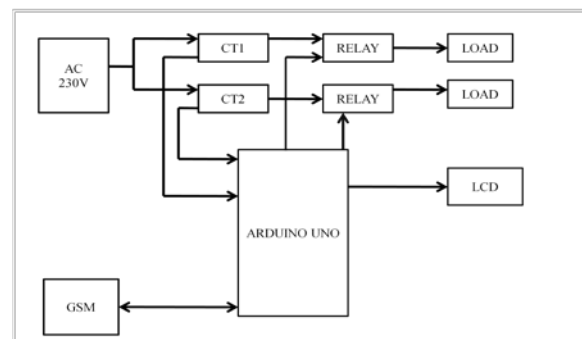 AC
230V
CT1
RELAY
LOAD
CT2
RELAY
LOAD
ARDUINO UNO
LCD
GSM